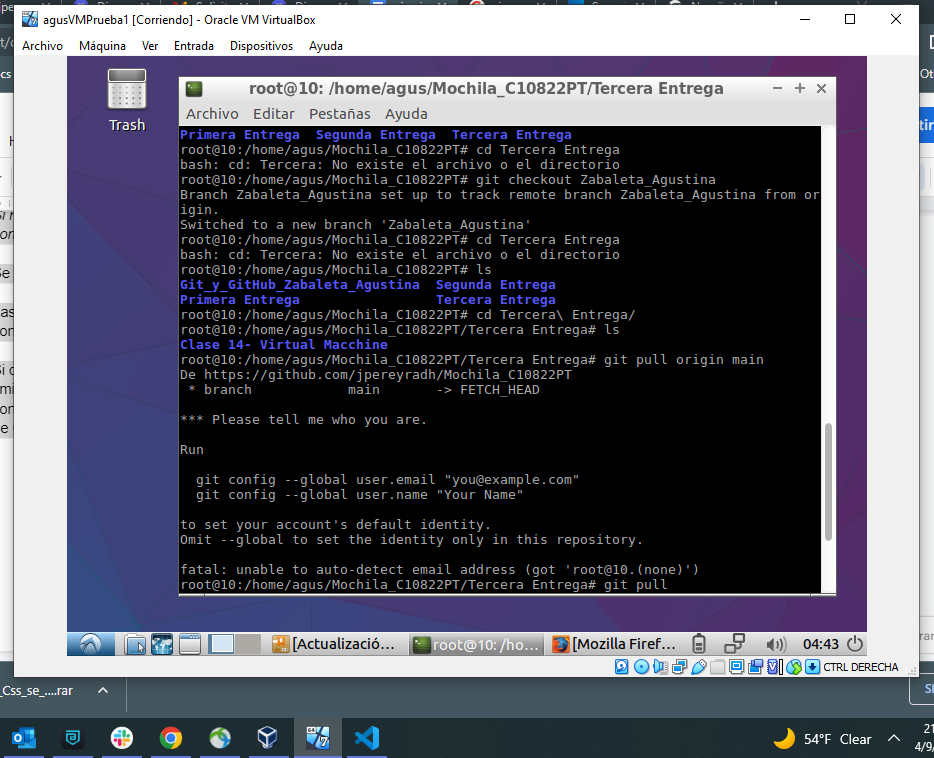 agusVMPrueba1 [Corriendo] - Oracle VM VirtualBox
Archivo Máquina Ver Entrada Dispositivos Ayuda
Trash
root@10: /home/agus/Mochila_C10822PT/Tercera Entrega
Archivo Editar Pestañas Ayuda
Primera Entrega  Segunda Entrega  Tercera Entrega
root@10:/home/agus/Mochila_C10822PT# cd Tercera Entrega
bash: cd: Tercera: No existe el archivo o el directorio
root@10:/home/agus/Mochila_C10822PT# git checkout Zabaleta_Agustina
Branch Zabaleta_Agustina set up to track remote branch Zabaleta_Agustina from or
igin.
Switched to a new branch 'Zabaleta_Agustina'
root@10:/home/agus/Mochila_C10822PT# cd Tercera Entrega
bash: cd: Tercera: No existe el archivo o el directorio
root@10:/home/agus/Mochila_C10822PT# ls
Git_y_GitHub_Zabaleta_Agustina  Segunda Entrega
Primera Entrega                 Tercera Entrega
root@10:/home/agus/Mochila_C10822PT# cd Tercera\ Entrega/
root@10:/home/agus/Mochila_C10822PT/Tercera Entrega# ls
Clase 14- Virtual Macchine
root@10:/home/agus/Mochila_C10822PT/Tercera Entrega# git pull origin main
De https://github.com/jpereyradh/Mochila_C10822PT
 * branch            main       -> FETCH_HEAD
*** Please tell me who you are.
Run
  git config --global user.email "you@example.com"
  git config --global user.name "Your Name"
to set your account's default identity.
Omit --global to set the identity only in this repository.
fatal: unable to auto-detect email address (got 'root@10.(none)')
root@10:/home/agus/Mochila_C10822PT/Tercera Entrega# git pull
[Actualizació... root@10: /ho... [Mozilla Firef... 04:43
CTRL DERECHA
_Css_se_....rar
54°F Clear